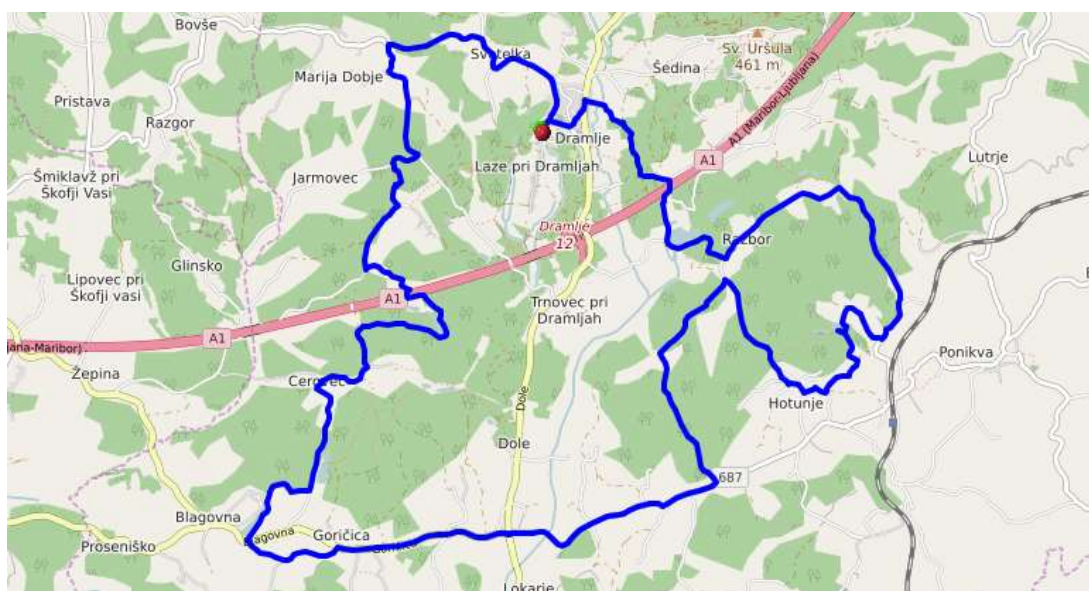 Bovše
Svetelka
Sv. Uršula
461 m
Šedina
Marija Dobje
A1 (Maribor-Ljubljana)
Pristava
Razgor
Dramlje
A1
Lutrje
Laze pri Dramljah
Šmiklavž pri
Škofji Vasi
Jarmovec
Dramlje
12
Razbor
Glinsko
Lipovec pri
Škofji vasi
A1
Trnovec pri
Dramljah
A1
jana-Maribor)
Ponikva
Žepina
Cerovec
Dole
Hotunje
Dole
687
Blagovna
Blagovna
Goričica
Proseniško
Lokarje